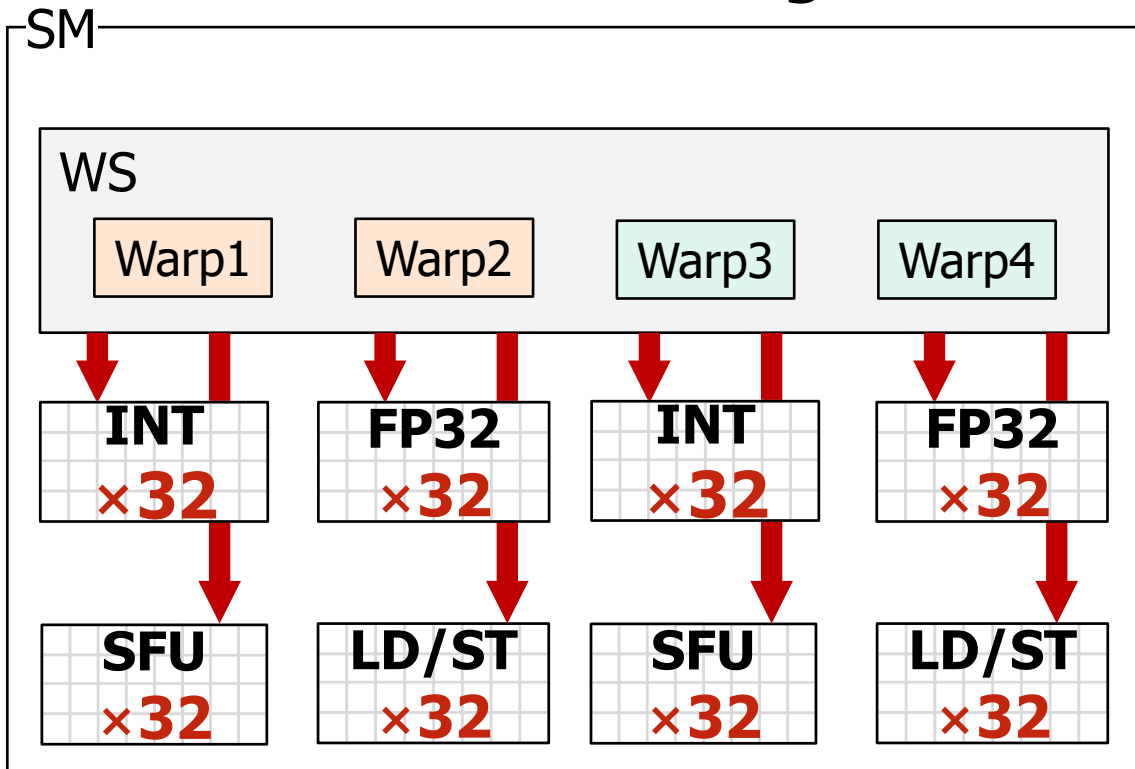 SM
WS
Warp1 Warp2 Warp3 Warp4
INT FP32 INT FP32
×32 ×32 ×32 ×32
SFU LD/ST SFU LD/ST
×32 ×32 ×32 ×32